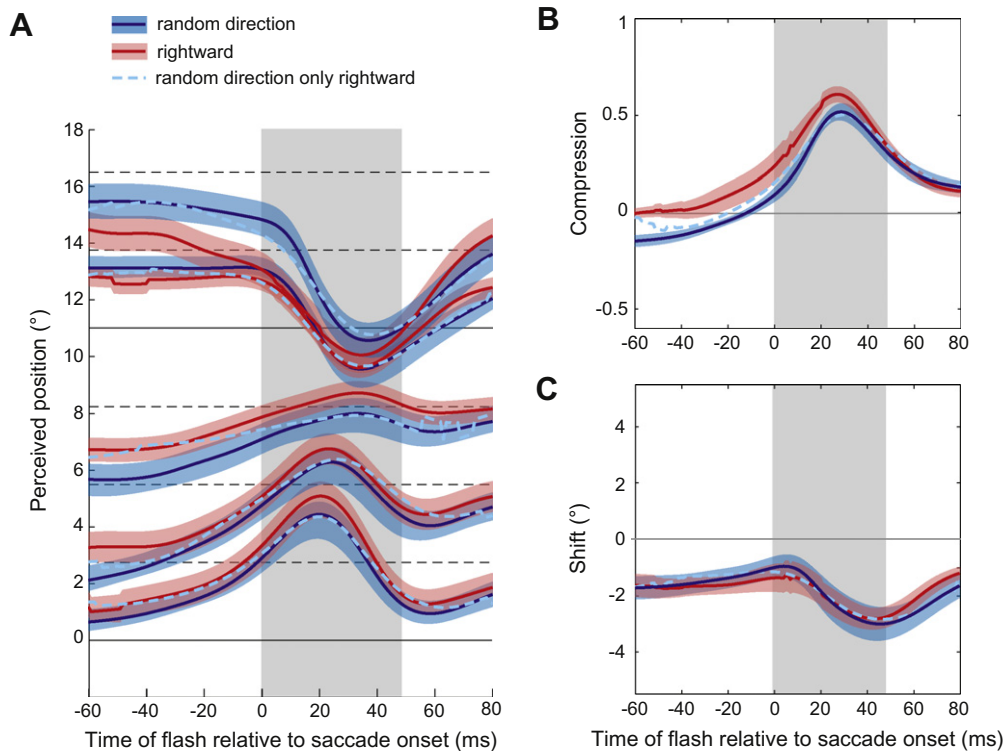 A
random direction
rightward
random direction only rightward
18
16
14
12
10
8
6
4
2
0
Perceived position (°)
-60 -40 -20 0 20 40 60 80
Time of flash relative to saccade onset (ms)
B
1
0.5
0
-0.5
Compression
-60 -40 -20 0 20 40 60 80
C
4
2
0
-2
-4
Shift (°)
-60 -40 -20 0 20 40 60 80
Time of flash relative to saccade onset (ms)